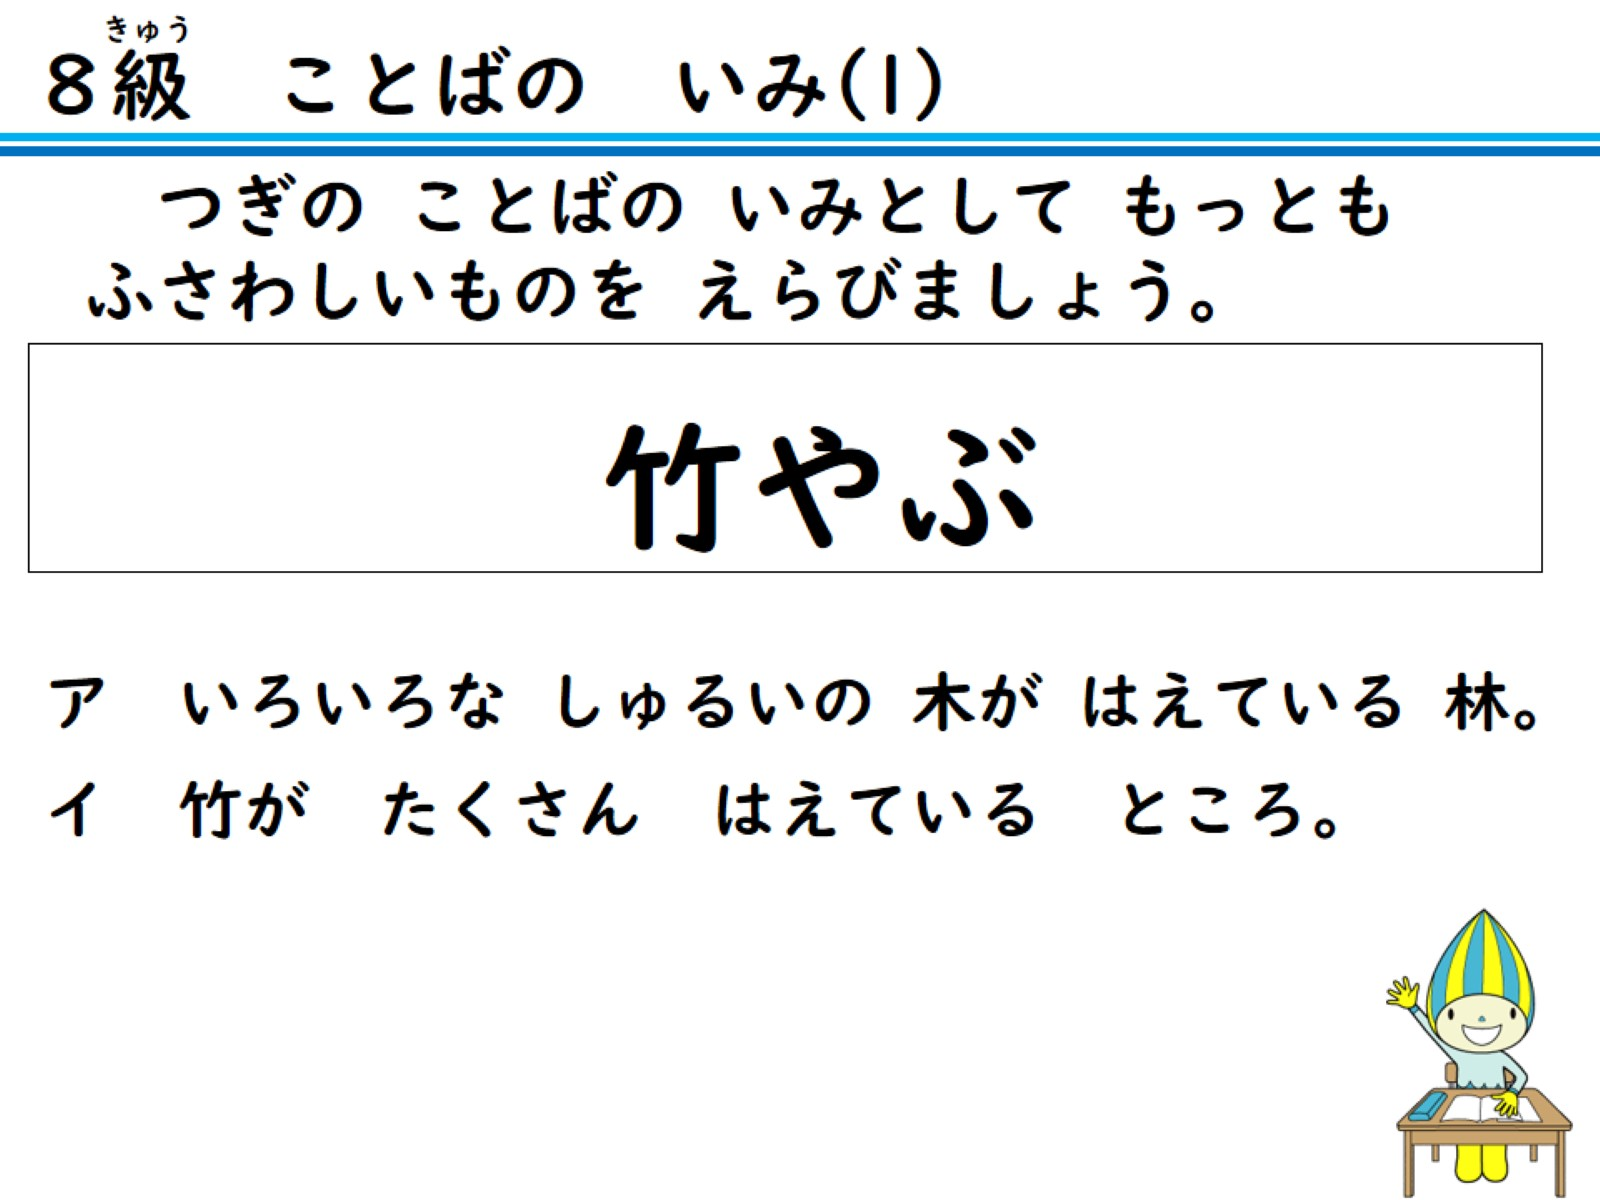 きゅう
８級　ことばの　いみ(1)
つぎの ことばの いみとして もっとも
ふさわしいものを えらびましょう。
竹やぶ
ア　いろいろな しゅるいの 木が はえている 林。
イ　竹が　たくさん　はえている　ところ。